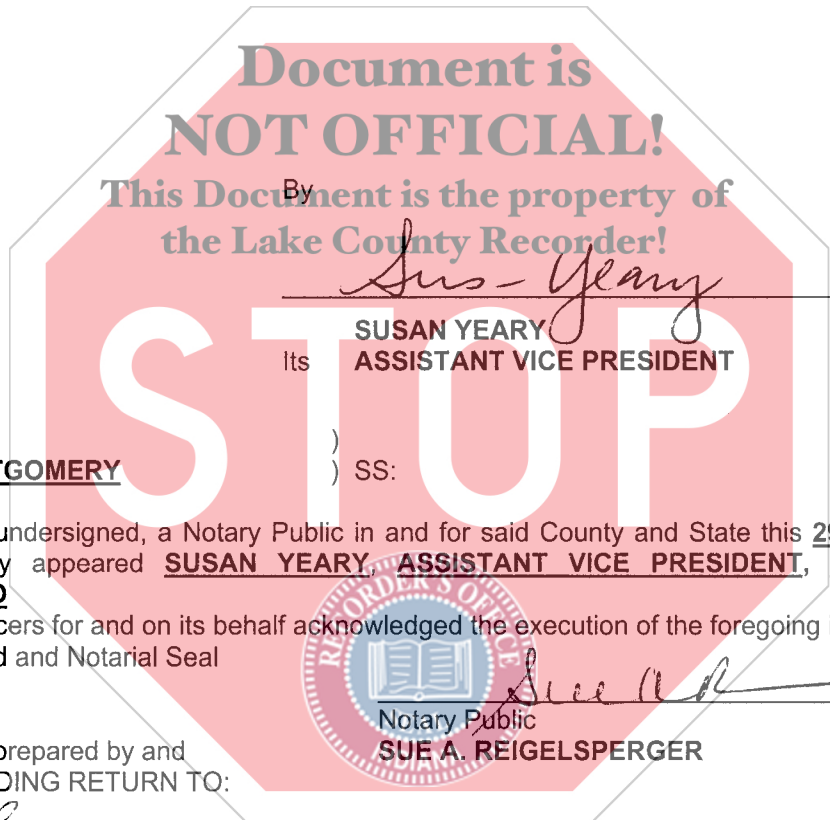 Document is
NOT OFFICIAL!
By
This Document is the property of
the Lake County Recorder!
SUSAN YEARY
Its ASSISTANT VICE PRESIDENT
STOP
)
TGOMERY ) SS:
undersigned, a Notary Public in and for said County and State this 29
y appeared SUSAN YEARY, ASSISTANT VICE PRESIDENT,
cers for and on its behalf acknowledged the execution of the foregoing i
d and Notarial Seal
RECORDER'S OFFICE
Notary Public
prepared by and SUE A. REIGELSPERGER
DING RETURN TO: